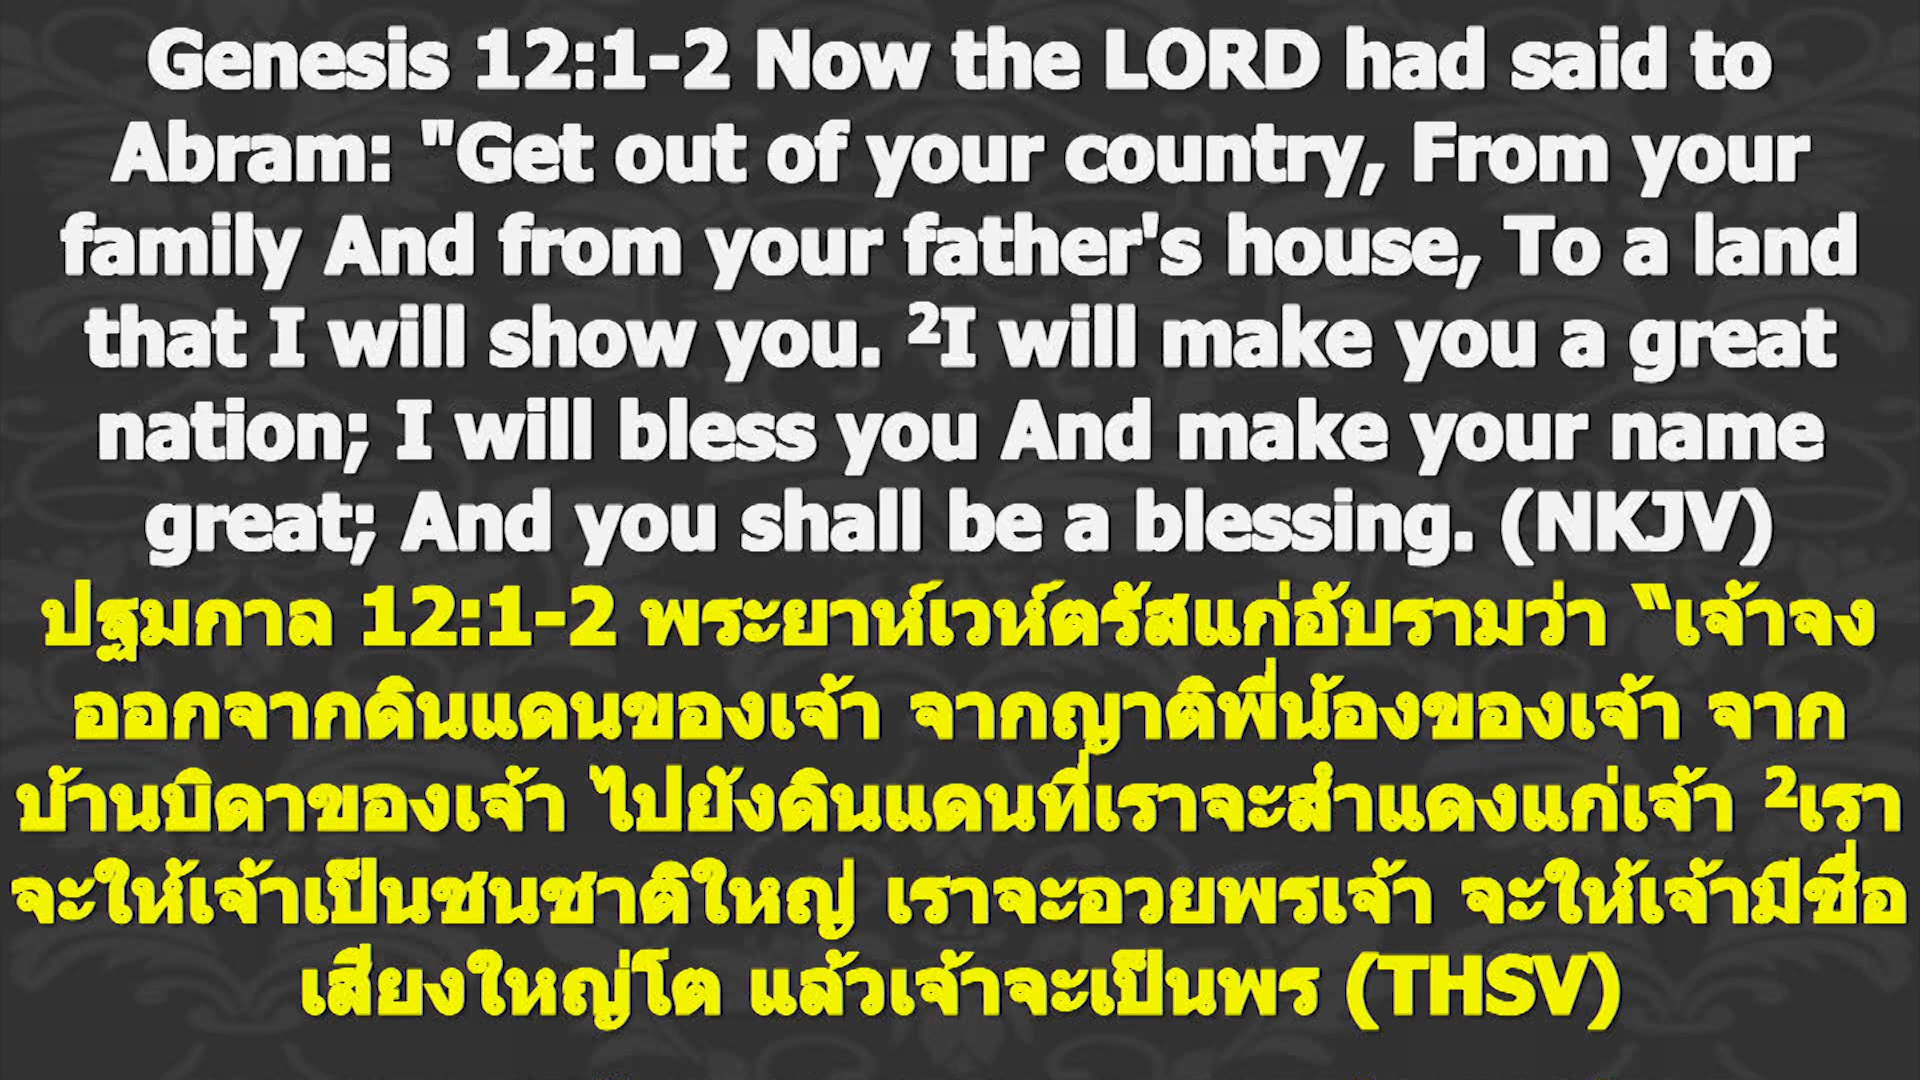 Genesis 12:1-2 Now the LORD had said to
Abram: "Get out of your country, From your
family And from your father's house, To a land
that I will show you. ²I will make you a great
nation; I will bless you And make your name
great; And you shall be a blessing. (NKJV)
ปฐมกาล 12:1-2 พระยาห์เวห์ตรัสแก่อับรามว่า “เจ้าจง
ออกจากดินแดนของเจ้า จากญาติพี่น้องของเจ้า จาก
บ้านบิดาของเจ้า ไปยังดินแดนที่เราจะสำแดงแก่เจ้า ²เรา
จะให้เจ้าเป็นชนชาติใหญ่ เราจะอวยพรเจ้า จะให้เจ้ามีชื่อ
เสียงใหญ่โต แล้วเจ้าจะเป็นพร (THSV)